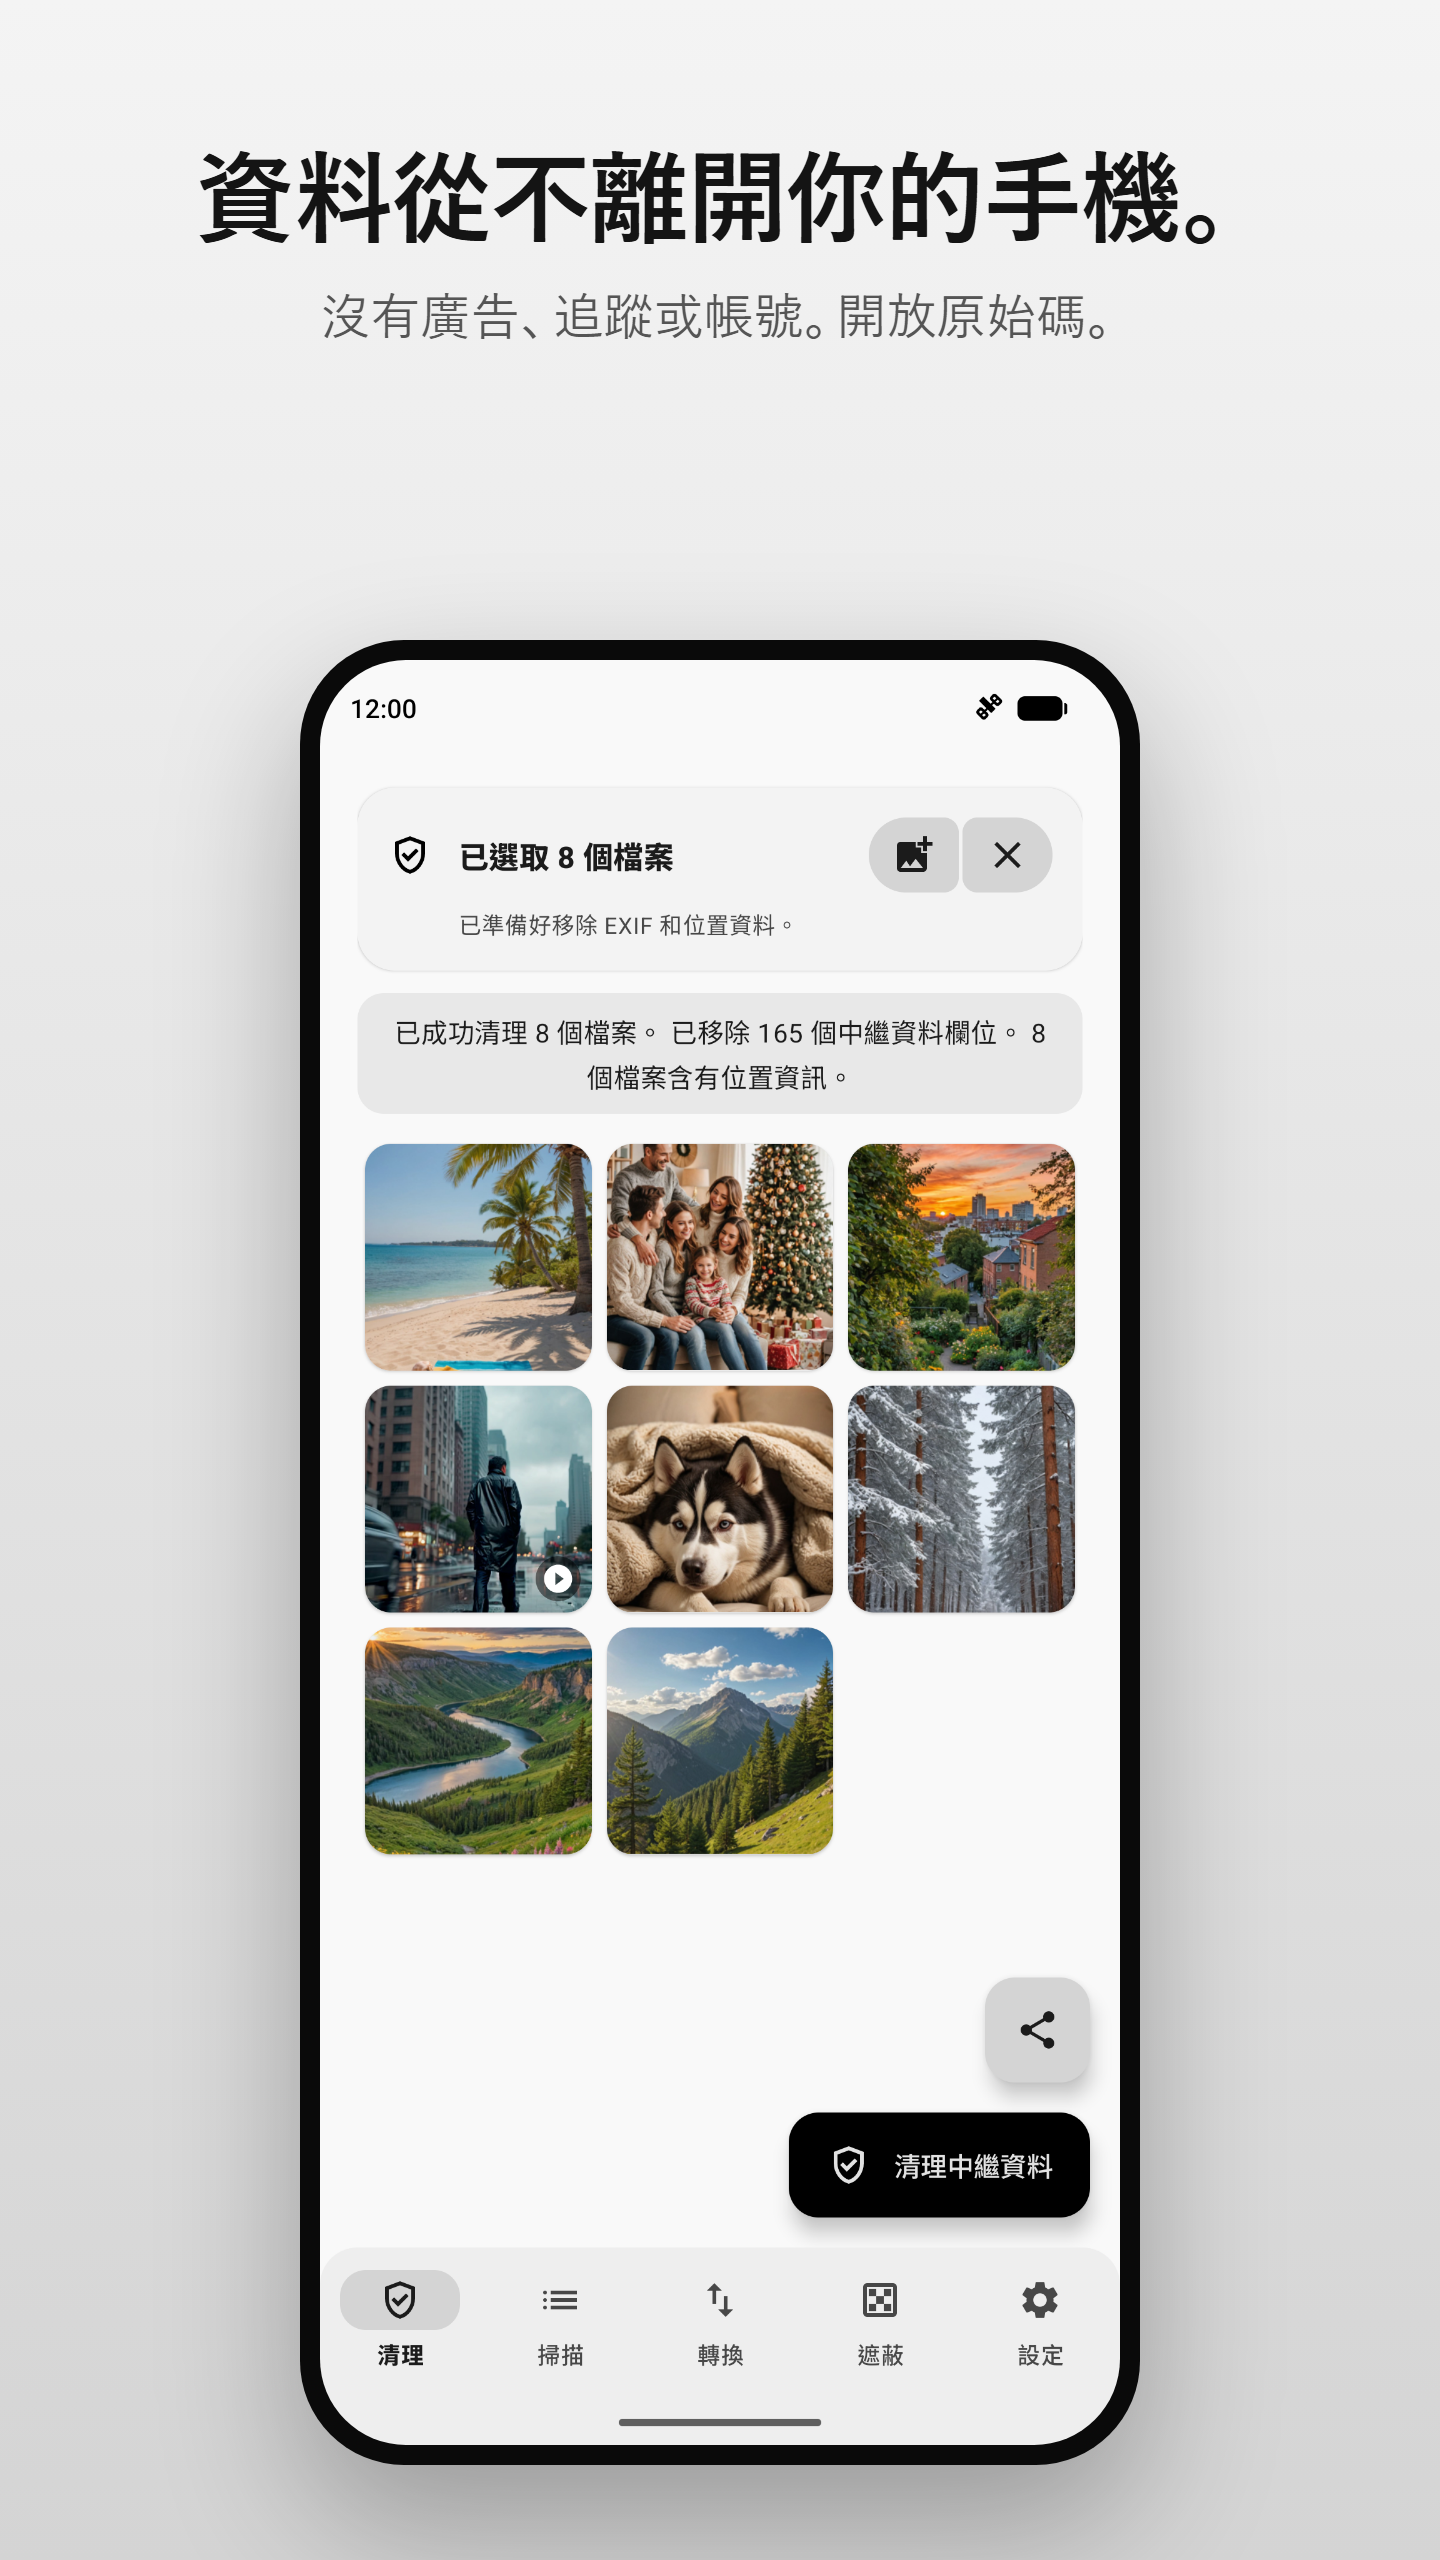 資料從不離開你的手機。
沒有廣告、追蹤或帳號。開放原始碼。
12:00
已選取 8 個檔案
已準備好移除 EXIF 和位置資料。
已成功清理 8 個檔案。 已移除 165 個中繼資料欄位。 8
個檔案含有位置資訊。
清理中繼資料
清理
掃描
轉換
遮蔽
設定